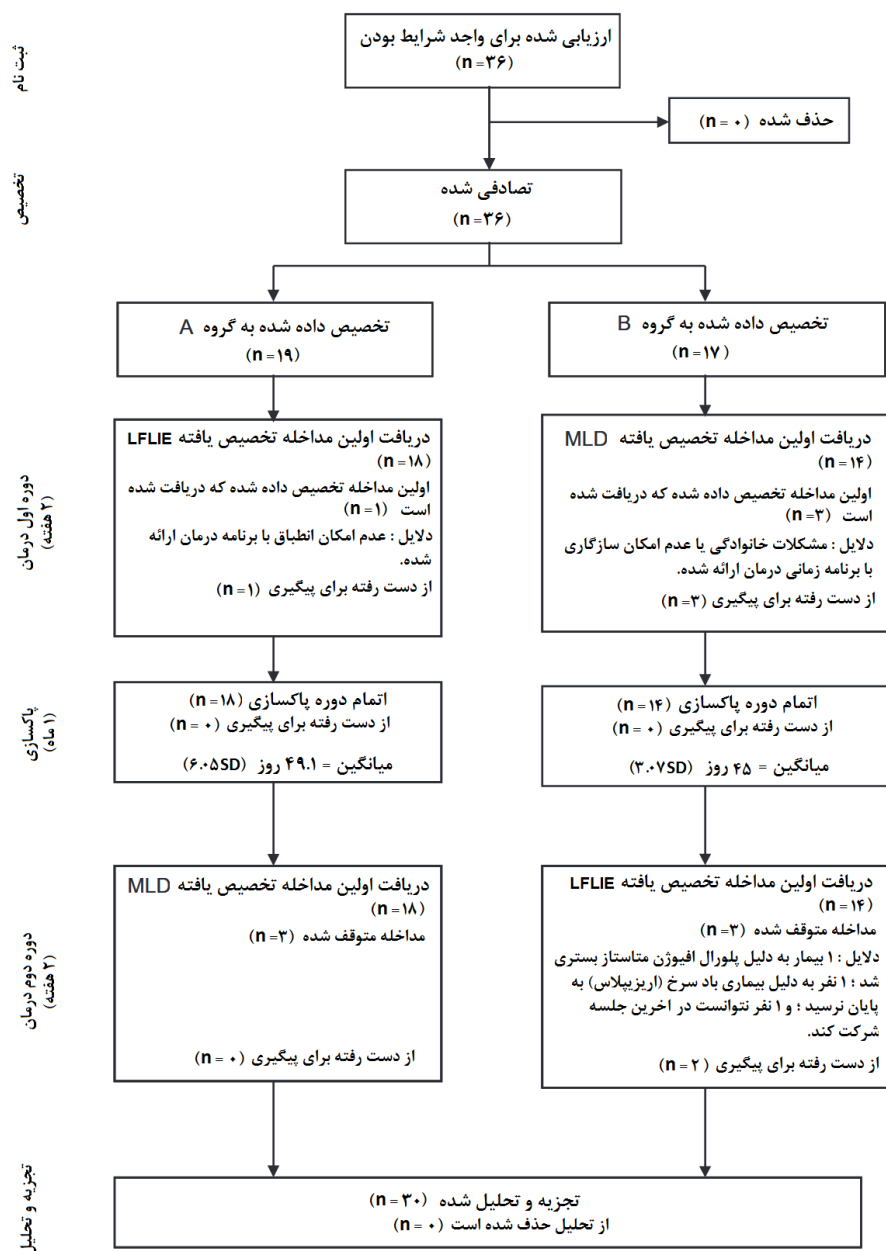 ثبت نام
ارزیابی شده برای واجد شرایط بودن
(n =۳۶)
حذف شده (n = ۰)
تخصیص
تصادفی شده
(n =۳۶)
تخصیص داده شده به گروه A
(n =۱۹)
تخصیص داده شده به گروه B
(n =۱۷)
دوره اول درمان
(۲ هفته)
دریافت اولین مداخله تخصیص یافته LFLIE
(n =۱۸)
اولین مداخله تخصیص داده شده که دریافت شده
است (n =۱)
دلایل : عدم امکان انطباق با برنامه درمان ارائه
شده.
از دست رفته برای پیگیری (n =۱)
دریافت اولین مداخله تخصیص یافته MLD
(n =۱۴)
اولین مداخله تخصیص داده شده که دریافت شده
است (n =۳)
دلایل : مشکلات خانوادگی یا عدم امکان سازگاری
با برنامه زمانی درمان ارائه شده.
از دست رفته برای پیگیری (n =۳)
پاکسازی
(۱ ماه)
اتمام دوره پاکسازی (n =۱۸)
از دست رفته برای پیگیری (n = ۰)
میانگین = ۴۹.۱ روز (۶.۰۵SD)
اتمام دوره پاکسازی (n =۱۴)
از دست رفته برای پیگیری (n = ۰)
میانگین = ۴۵ روز (۳.۰۷SD)
دوره دوم درمان
(۲ هفته)
دریافت اولین مداخله تخصیص یافته MLD
(n =۱۸)
مداخله متوقف شده (n =۳)
از دست رفته برای پیگیری (n = ۰)
دریافت اولین مداخله تخصیص یافته LFLIE
(n =۱۴)
مداخله متوقف شده (n =۳)
دلایل : ۱ بیمار به دلیل پلورال افیوژن متاستاز بستری
شد ؛ ۱ نفر به دلیل بیماری باد سرخ (اریزیپلاس) به
پایان نرسید ؛ و ۱ نفر نتوانست در اخرین جلسه
شرکت کند.
از دست رفته برای پیگیری (n = ۲)
تجزیه و تحلیل
تجزیه و تحلیل شده (n =۳۰)
از تحلیل حذف شده است (n = ۰)